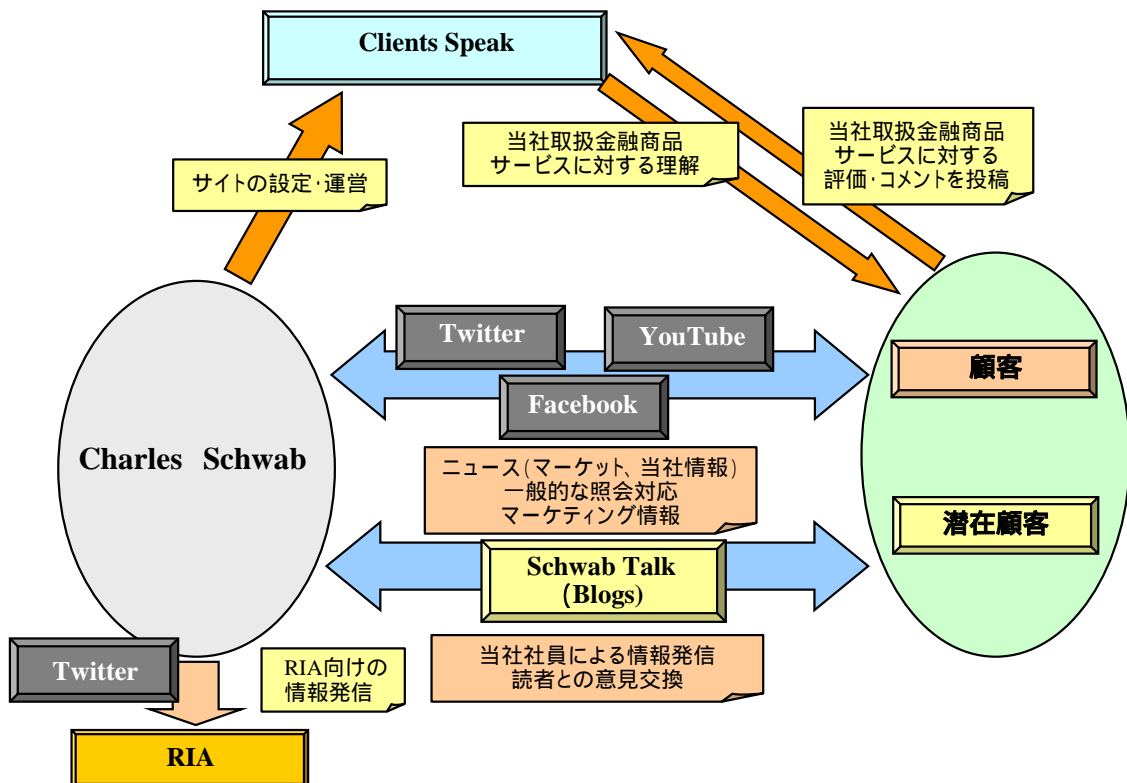 Clients Speak
サイトの設定・運営
当社取扱金融商品
サービスに対する理解
当社取扱金融商品
サービスに対する
評価・コメントを投稿
Twitter
YouTube
Facebook
顧客
Charles Schwab
ニュース(マーケット、当社情報)
一般的な照会対応
マーケティング情報
潜在顧客
Schwab Talk
(Blogs)
当社社員による情報発信
読者との意見交換
Twitter
RIA向けの
情報発信
RIA